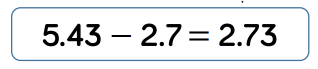 5.43 − 2.7 = 2.73